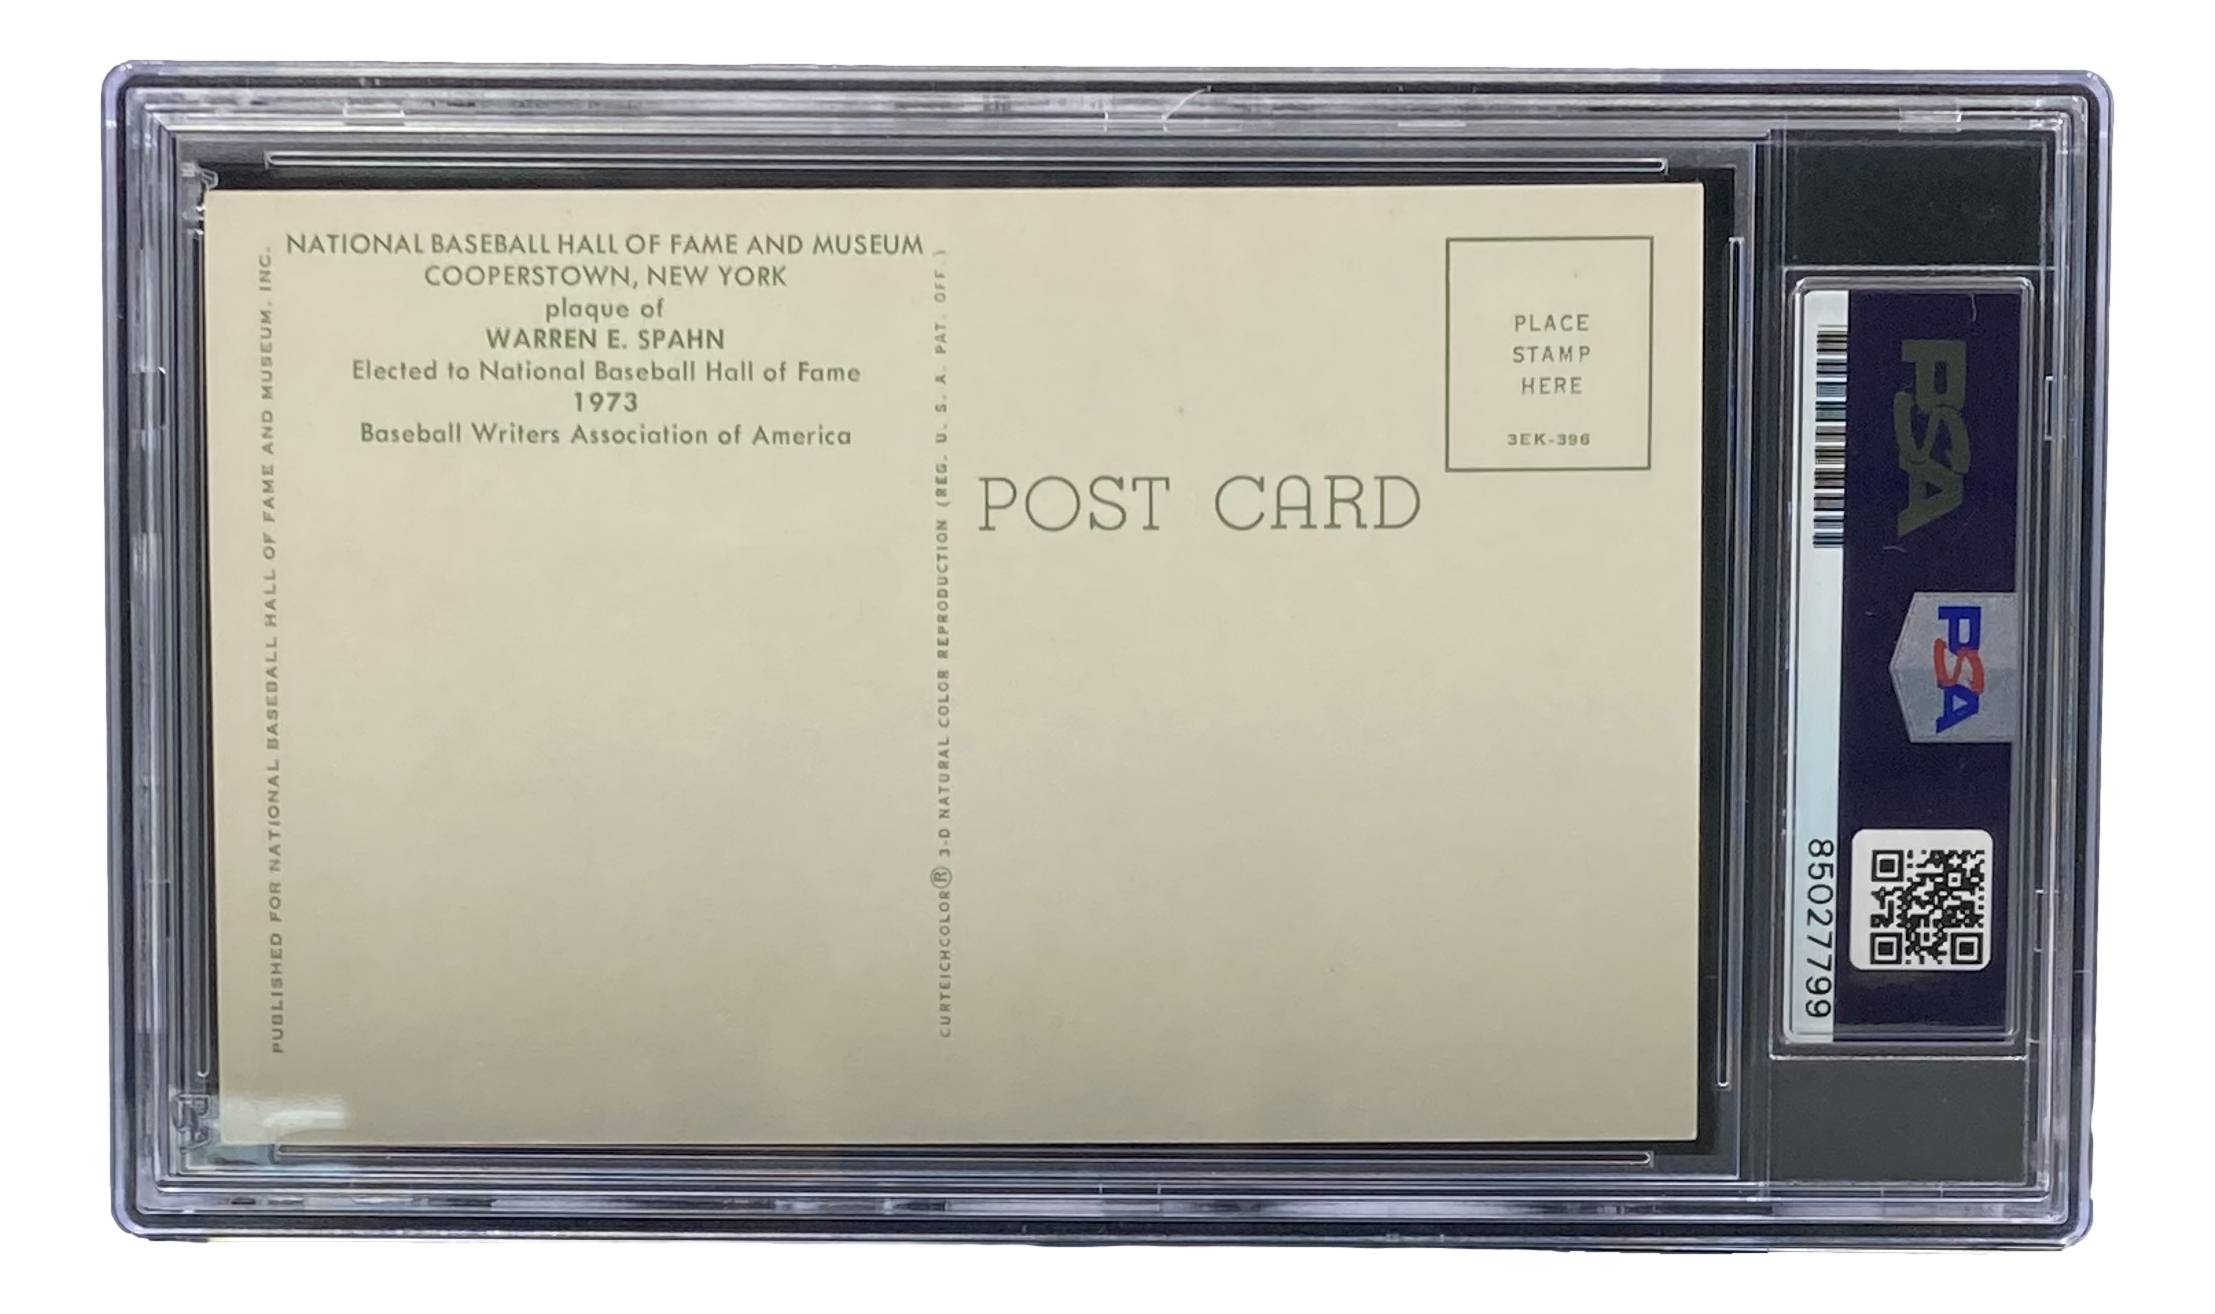 NATIONAL BASEBALL HALL OF FAME AND MUSEUM
COOPERSTOWN, NEW YORK
plaque of
WARREN E. SPAHN
Elected to National Baseball Hall of Fame
1973
Baseball Writers Association of America
PUBLISHED FOR NATIONAL BASEBALL HALL OF FAME AND MUSEUM, INC.
CURTEICHCOLOR® 3-D NATURAL COLOR REPRODUCTION (REG. U. S. A. PAT. OFF.)
POST CARD
PLACE
STAMP
HERE
3EK-396
PSA
PSA
85027799
PSA